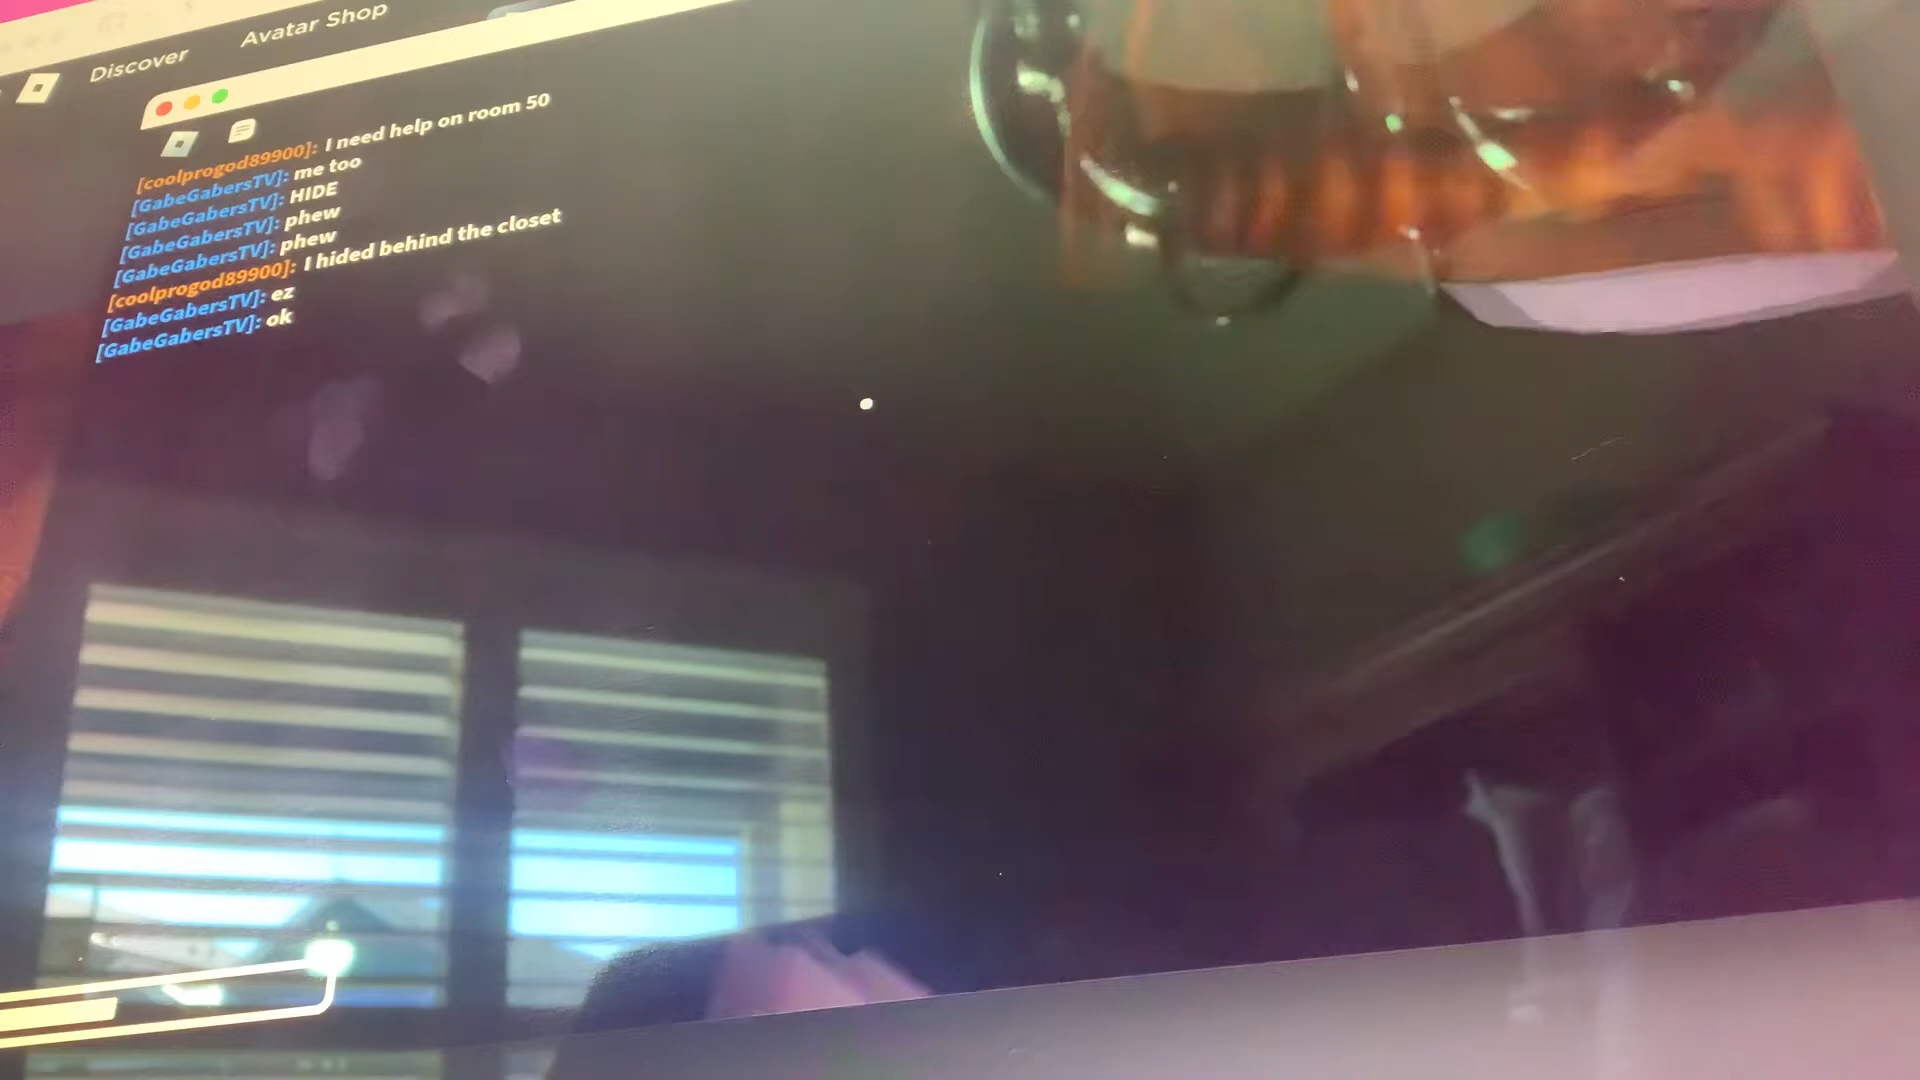 Discover Avatar Shop
[coolprogod89900]: I need help on room 50
[GabeGabersTV]: me too
[GabeGabersTV]: HIDE
[GabeGabersTV]: phew
[GabeGabersTV]: phew
[coolprogod89900]: I hided behind the closet
[GabeGabersTV]: ez
[GabeGabersTV]: ok